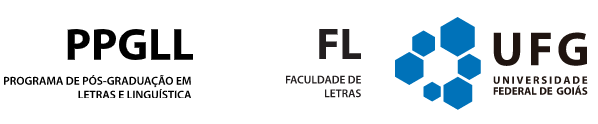 PPGLL
PROGRAMA DE PÓS-GRADUAÇÃO EM
LETRAS E LINGUÍSTICA
FL
FACULDADE DE
LETRAS
UFG
UNIVERSIDADE
FEDERAL DE GOIÁS